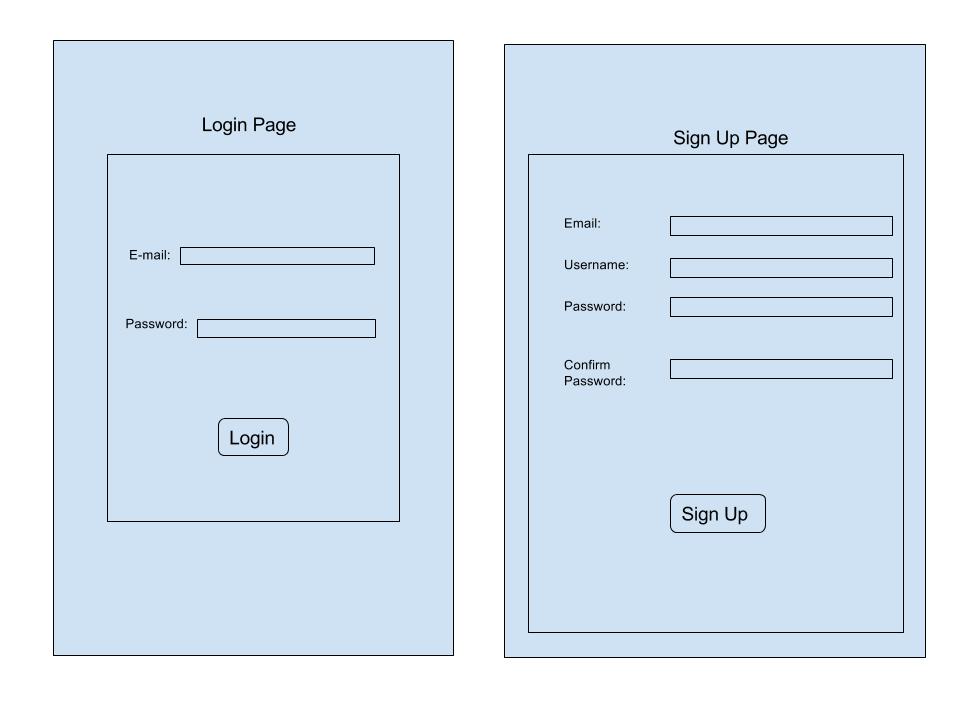 Login Page
E-mail:
Password:
Login
Sign Up Page
Email:
Username:
Password:
Confirm
Password:
Sign Up